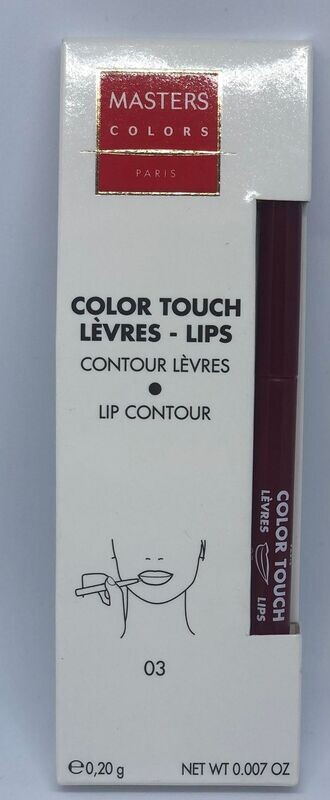 MASTERS
COLORS
PARIS
COLOR TOUCH
LÈVRES - LIPS
CONTOUR LÈVRES
LIP CONTOUR
03
℮0,20 g
NET WT 0.007 OZ
COLOR TOUCH
LÈVRES LIPS